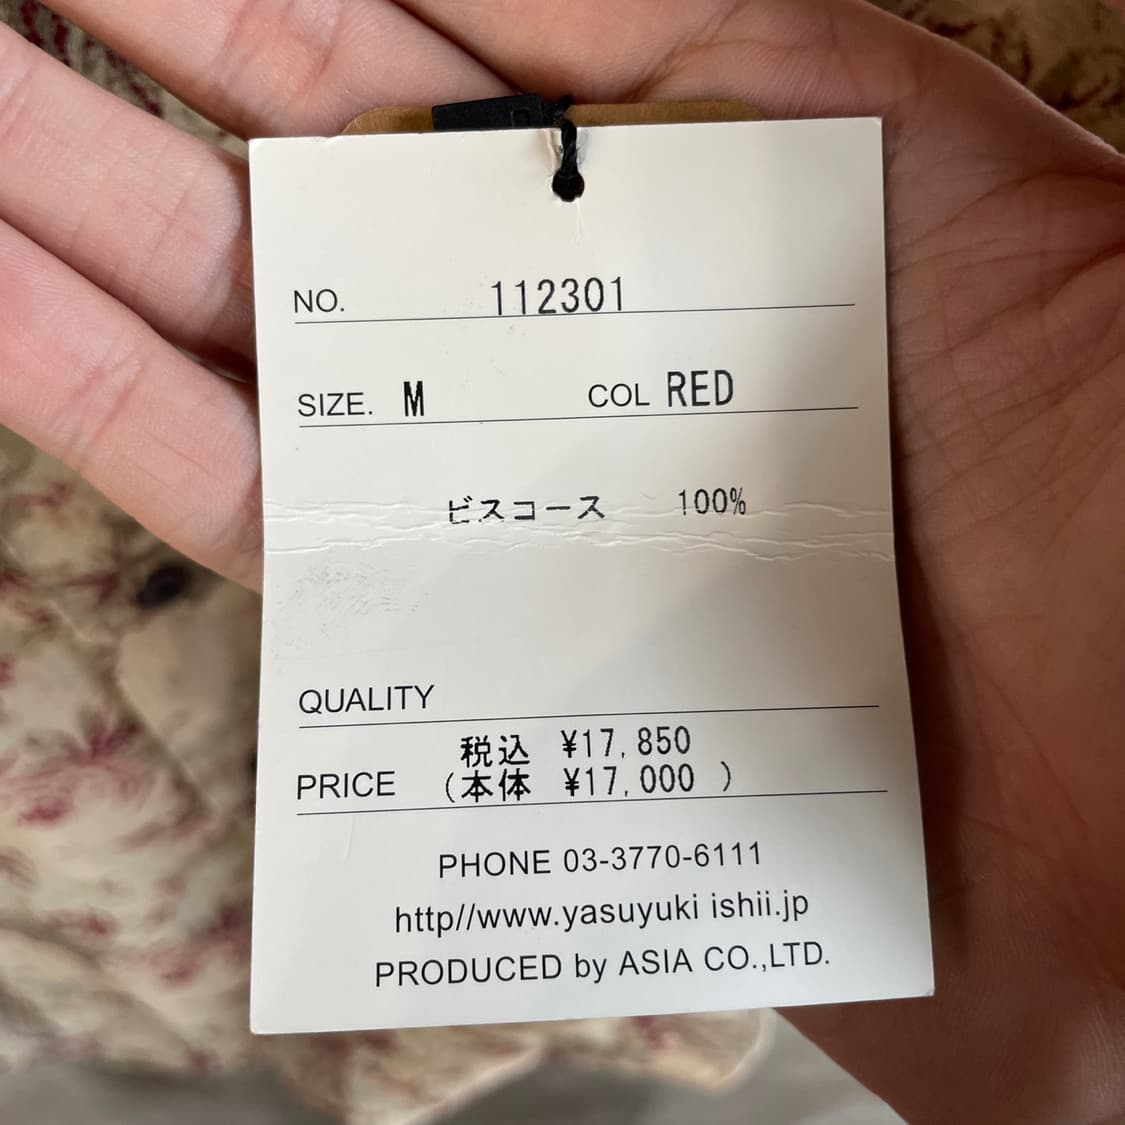 NO. 112301
SIZE. M COL RED
ビスコース 100%
QUALITY
税込 ¥17,850
PRICE (本体 ¥17,000 )
PHONE 03-3770-6111
http//www.yasuyuki ishii.jp
PRODUCED by ASIA CO.,LTD.